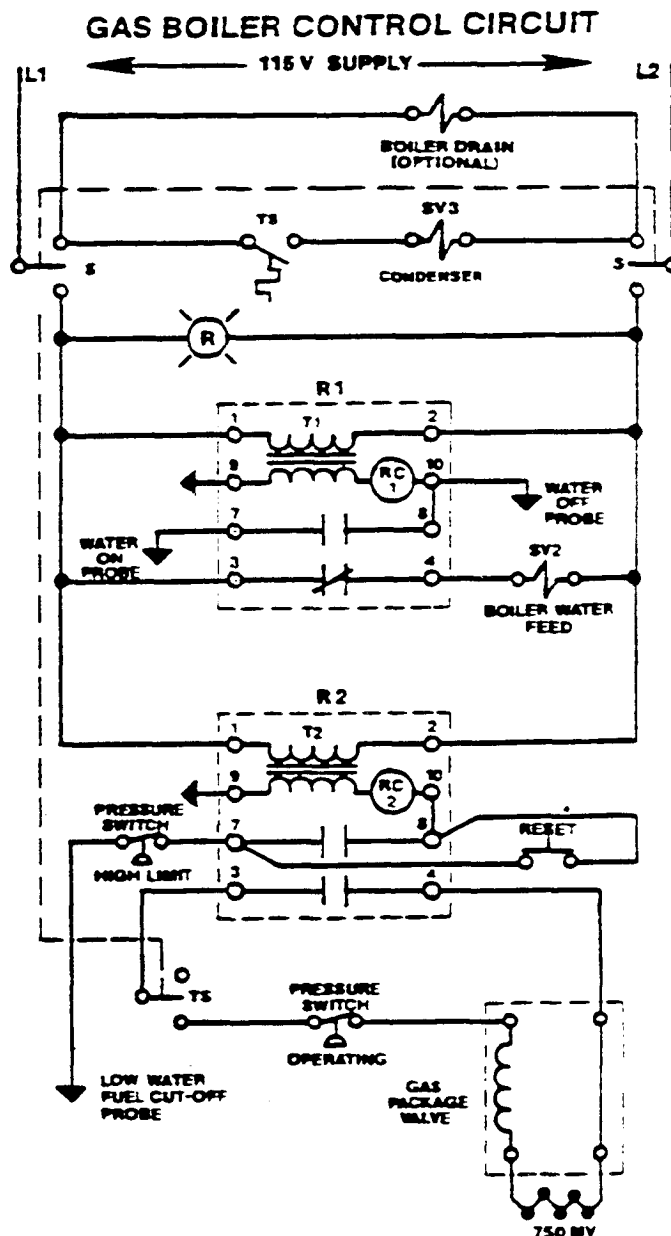 GAS BOILER CONTROL CIRCUIT
L1
115 V SUPPLY
L2
BOILER DRAIN
(OPTIONAL)
TS
SV3
CONDENSER
S
S
R
R1
1
T1
2
9
RC
1
10
WATER
OFF
PROBE
7
8
WATER
ON
PROBE
3
4
SV2
BOILER WATER
FEED
R2
1
T2
2
9
RC
2
10
PRESSURE
SWITCH
HIGH LIMIT
7
8
RESET
3
4
TS
PRESSURE
SWITCH
OPERATING
LOW WATER
FUEL CUT-OFF
PROBE
GAS
PACKAGE
VALVE
750 MV